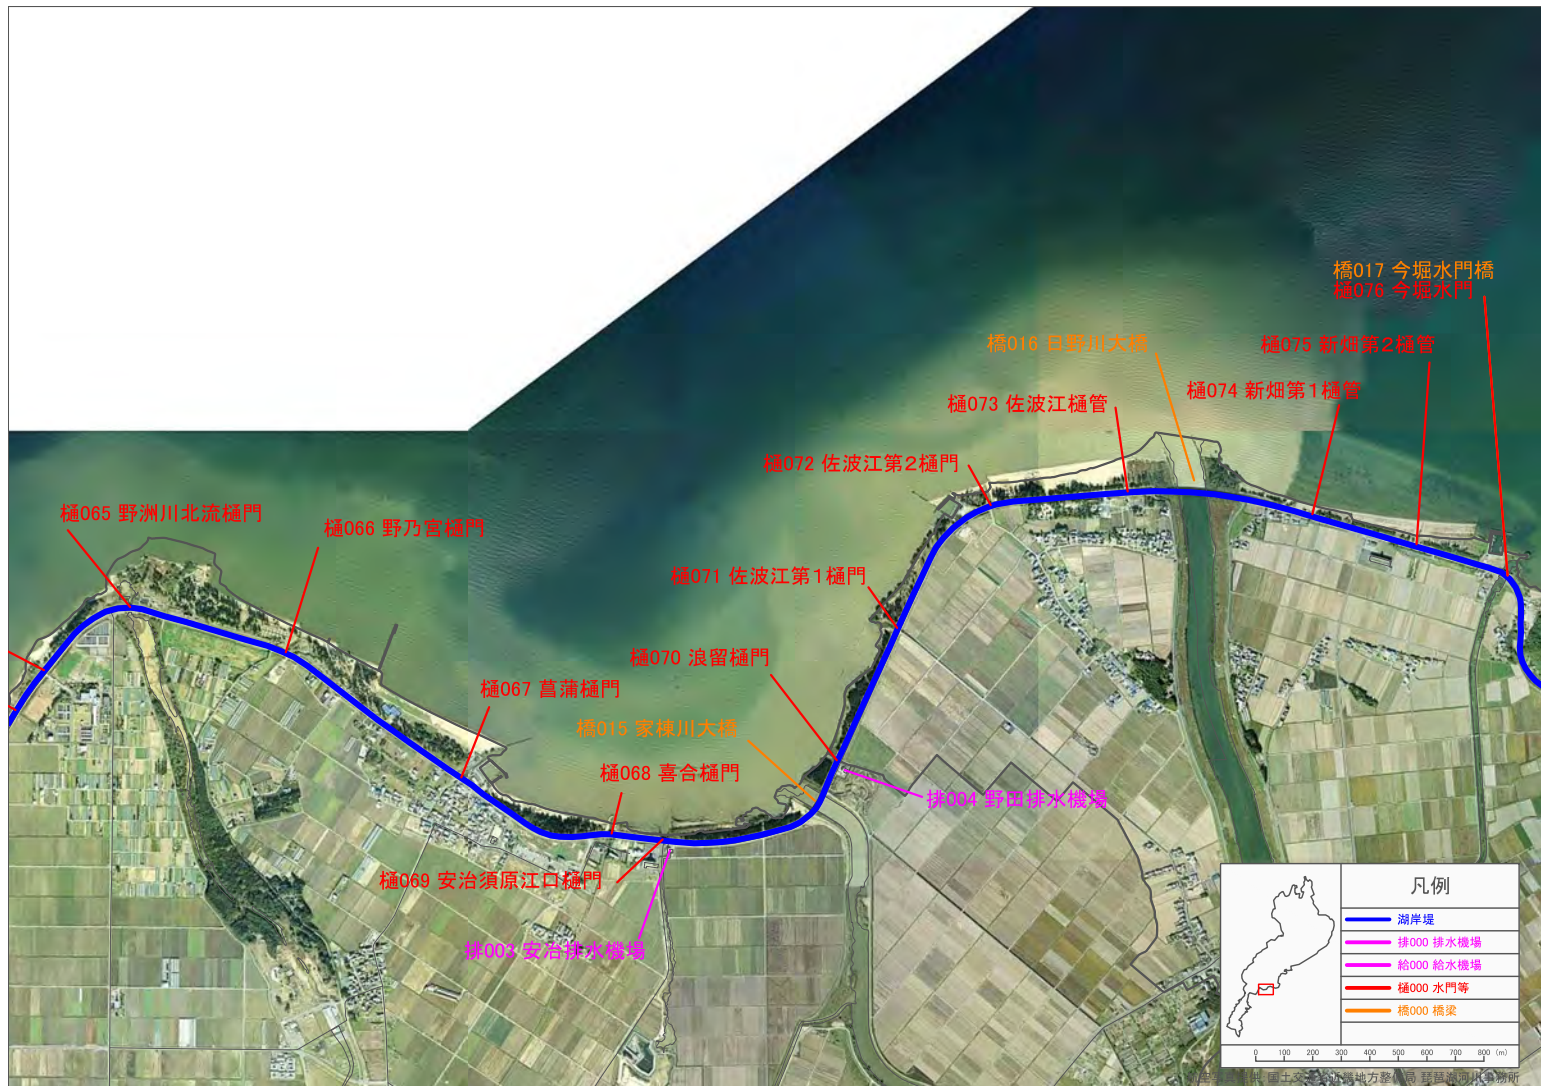 橋017 今堀水門橋
樋076 今堀水門
橋016 日野川大橋
樋075 新畑第2樋管
樋074 新畑第1樋管
樋073 佐波江樋管
樋072 佐波江第2樋門
樋065 野洲川北流樋門
樋066 野乃宮樋門
樋071 佐波江第1樋門
樋070 浪留樋門
樋067 菖蒲樋門
橋015 家棟川大橋
樋068 喜合樋門
排004 野田排水機場
樋069 安治須原江口樋門
排003 安治排水機場
凡例
湖岸堤
排000 排水機場
給000 給水機場
樋000 水門等
橋000 橋梁
0 100 200 300 400 500 600 700 800 (m)
国土交通省近畿地方整備局 琵琶湖河川事務所